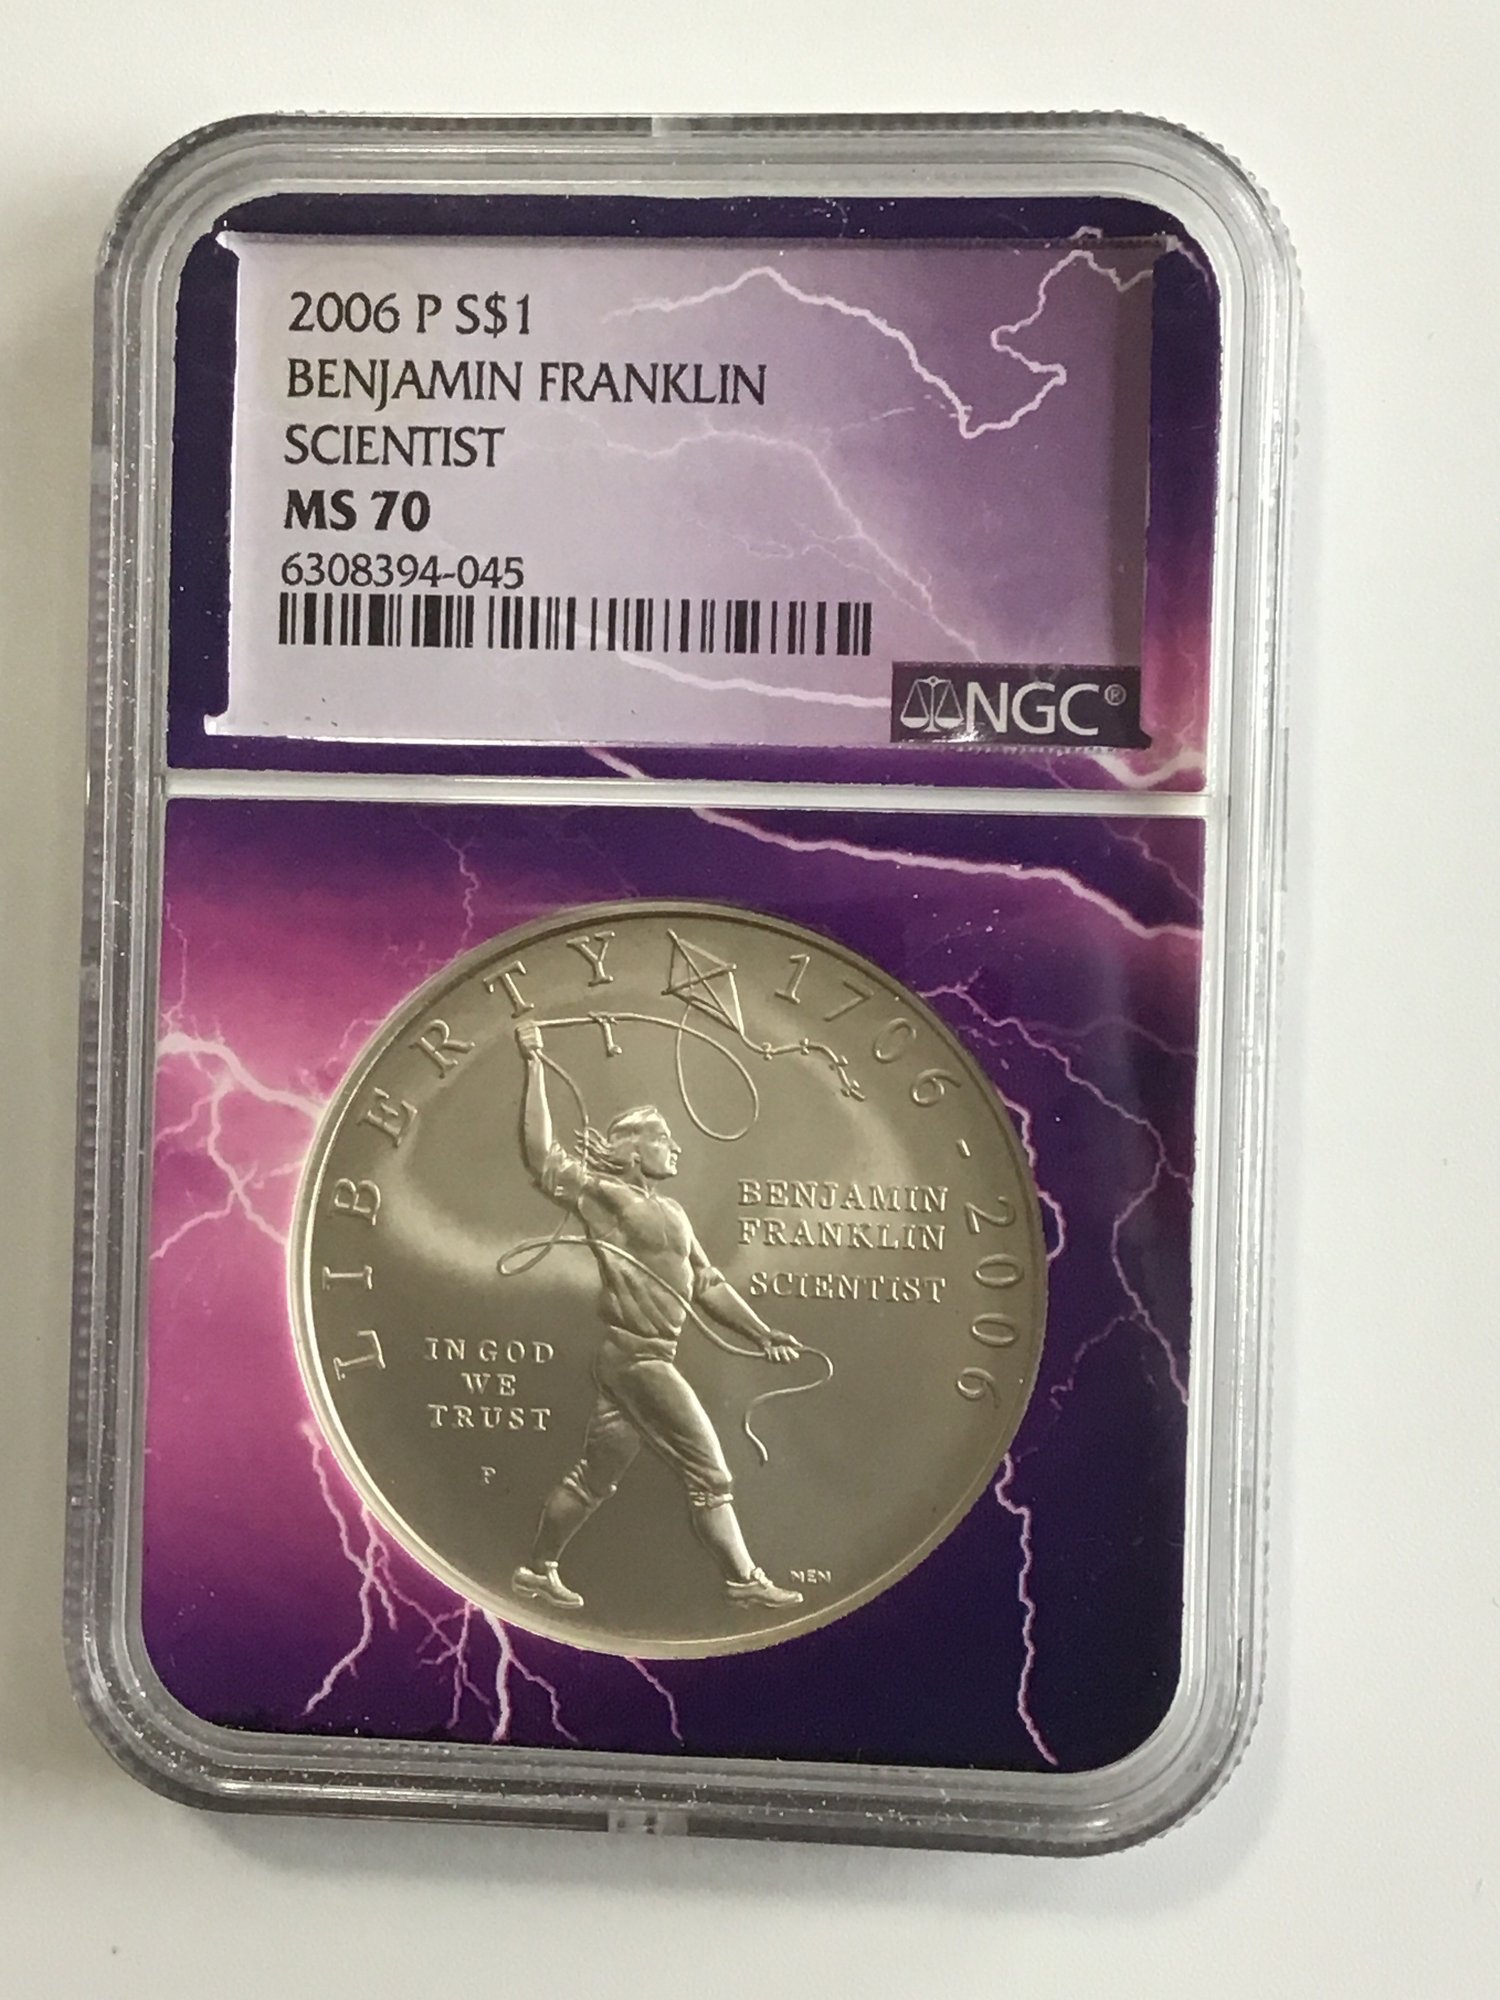 2006 P S$1
BENJAMIN FRANKLIN
SCIENTIST
MS 70
6308394-045
NGC®
LIBERTY 1706-2006
BENJAMIN
FRANKLIN
SCIENTIST
IN GOD
WE
TRUST
P
MEM